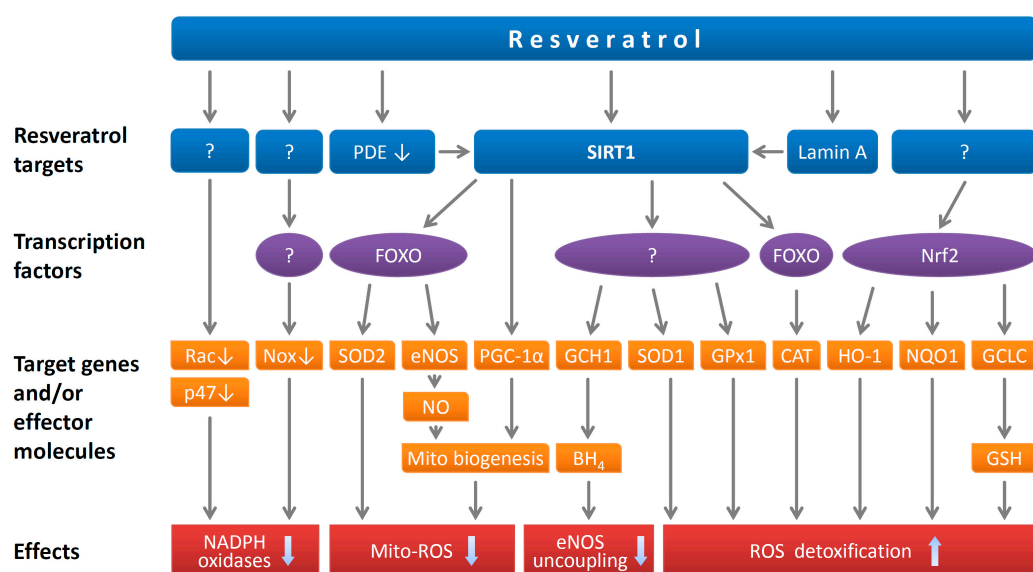 Resveratrol
Resveratrol
targets
?
?
PDE ↓
SIRT1
Lamin A
?
Transcription
factors
?
FOXO
?
FOXO
Nrf2
Target genes
and/or
effector
molecules
Rac↓
Nox↓
SOD2
eNOS
PGC-1α
GCH1
SOD1
GPx1
CAT
HO-1
NQO1
GCLC
p47↓
NO
Mito biogenesis
BH₄
GSH
Effects
NADPH
oxidases
Mito-ROS
eNOS
uncoupling
ROS detoxification